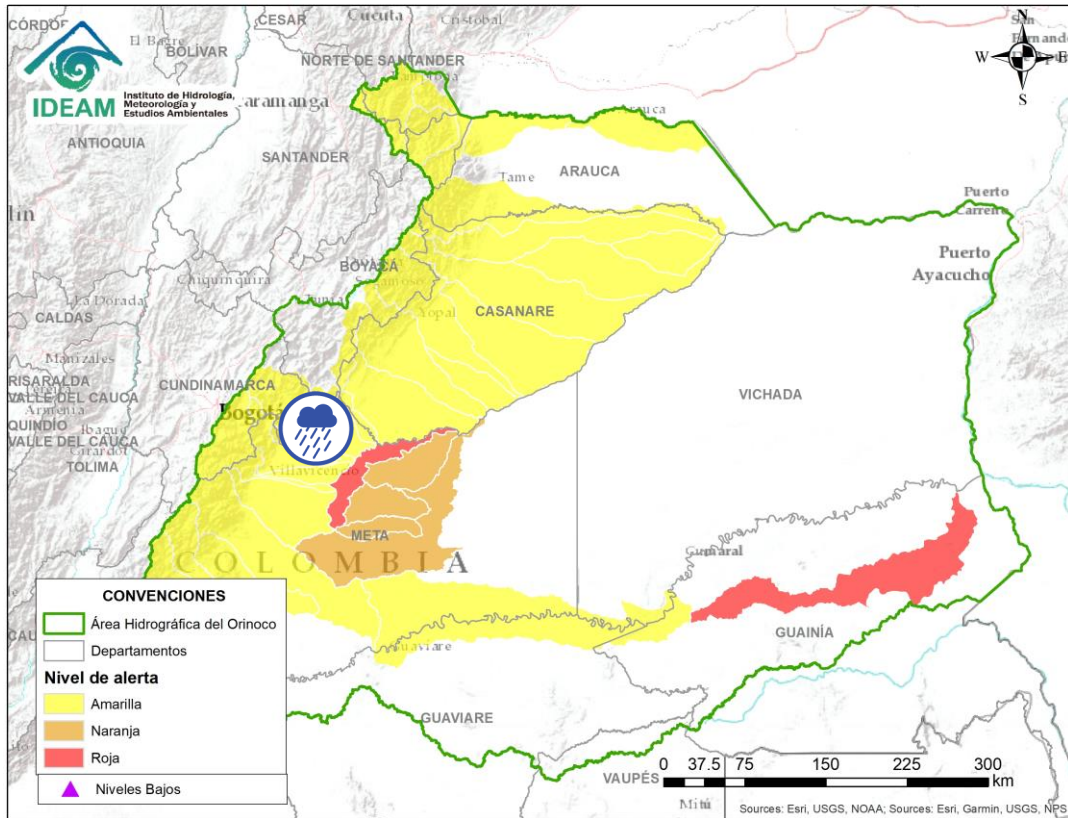 CESAR
Cucuta
Cristobal
El Bagre
BOLÍVAR
NORTE DE SANTANDER
IDEAM
Instituto de Hidrología,
Meteorología y
Estudios Ambientales
aramanga
ANTIOQUIA
SANTANDER
San
Fernando
N
W
E
S
Arauca
ARAUCA
Tame
Puerto
Carreño
Puerto
Ayacucho
BOYACÁ
Chiquinquira
Tunja
La Dorada
CALDAS
Yopal
CASANARE
Manizales
RISARALDA
VALLE DEL CAUCA
Armenia
QUINDÍO
VALLE DEL CAUCA
Ibague
Girardot
TOLIMA
CUNDINAMARCA
Bogotá
VICHADA
Villavicencio
META
COLOMBIA
GUAINÍA
GUAVIARE
VAUPÉS
Mitú
CONVENCIONES
Área Hidrográfica del Orinoco
Departamentos
Nivel de alerta
Amarilla
Naranja
Roja
Niveles Bajos
0 37.5 75 150 225 300
km
Sources: Esri, USGS, NOAA; Sources: Esri, Garmin, USGS, NPS